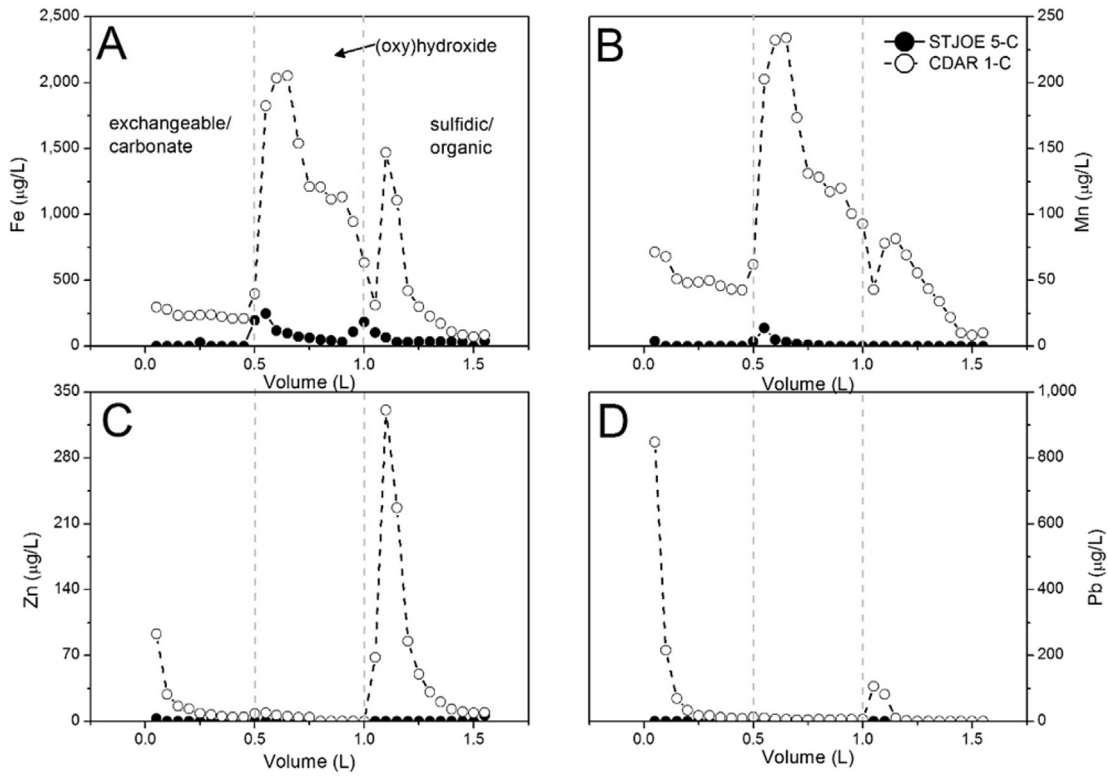 A
2,500
2,000
1,500
1,000
500
0
Fe (µg/L)
exchangeable/
carbonate
(oxy)hydroxide
sulfidic/
organic
0.0
0.5
1.0
1.5
Volume (L)
B
STJOE 5-C
CDAR 1-C
250
200
150
100
50
0
Mn (µg/L)
0.0
0.5
1.0
1.5
Volume (L)
C
350
280
210
140
70
0
Zn (µg/L)
0.0
0.5
1.0
1.5
Volume (L)
D
1,000
800
600
400
200
0
Pb (µg/L)
0.0
0.5
1.0
1.5
Volume (L)